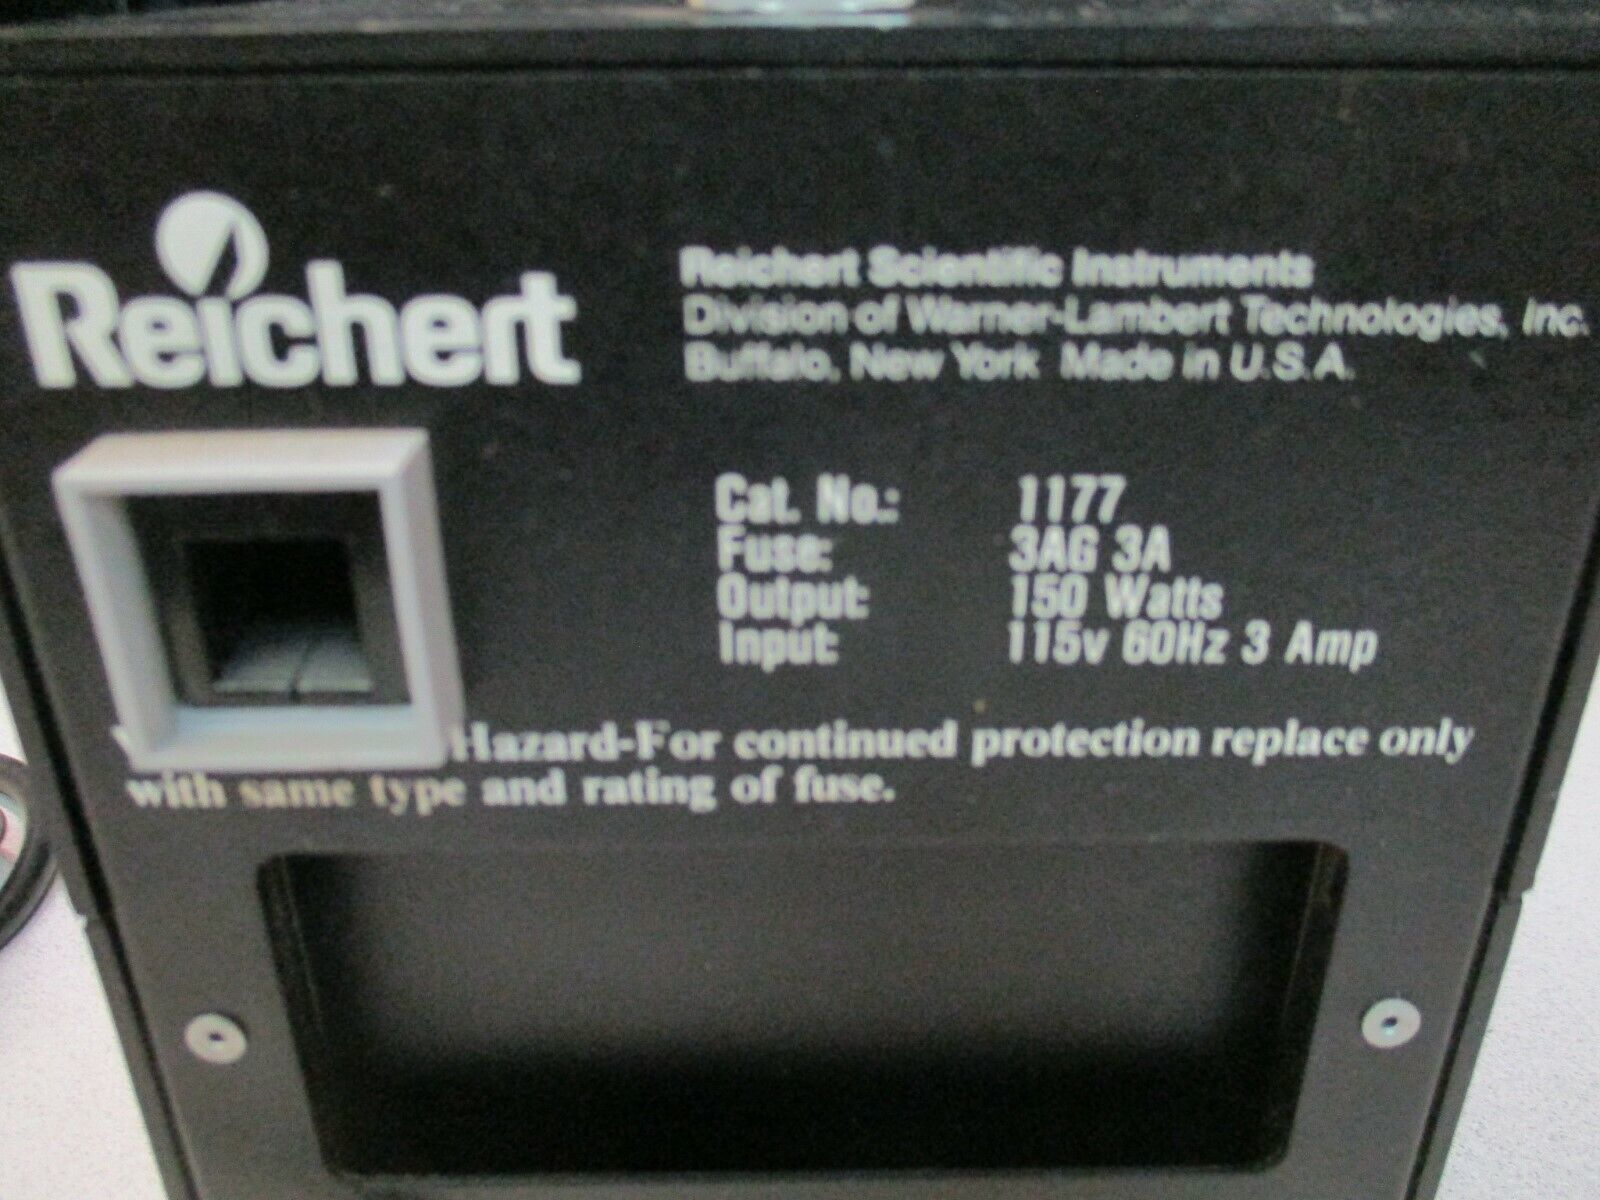 Reichert
Reichert Scientific Instruments
Division of Warner-Lambert Technologies, Inc.
Buffalo, New York Made in U.S.A.
Cat. No.: 1177
Fuse: 3AG 3A
Output: 150 Watts
Input: 115v 60Hz 3 Amp
Hazard-For continued protection replace only
with same type and rating of fuse.